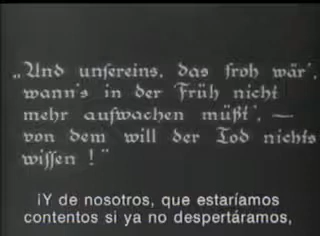 „Und unsereins, das froh wär',
wann's in der Früh nicht
mehr aufwachen müßt', —
von dem will der Tod nichts
wissen!"
¡Y de nosotros, que estaríamos
contentos si ya no despertáramos,